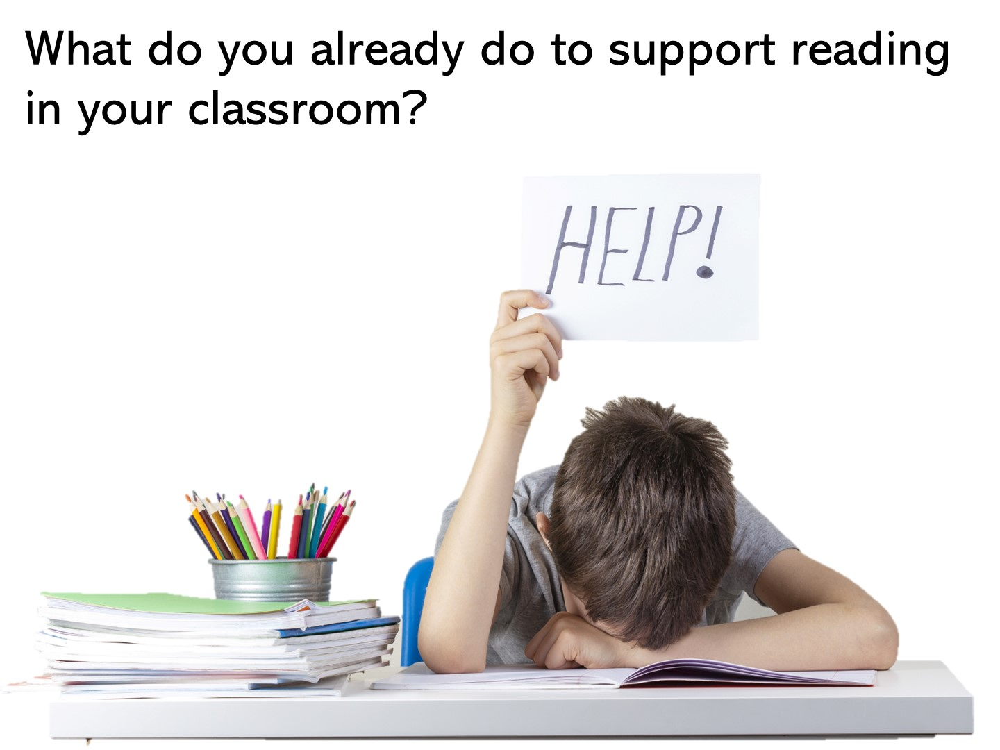 What do you already do to support reading
in your classroom?
HELP!